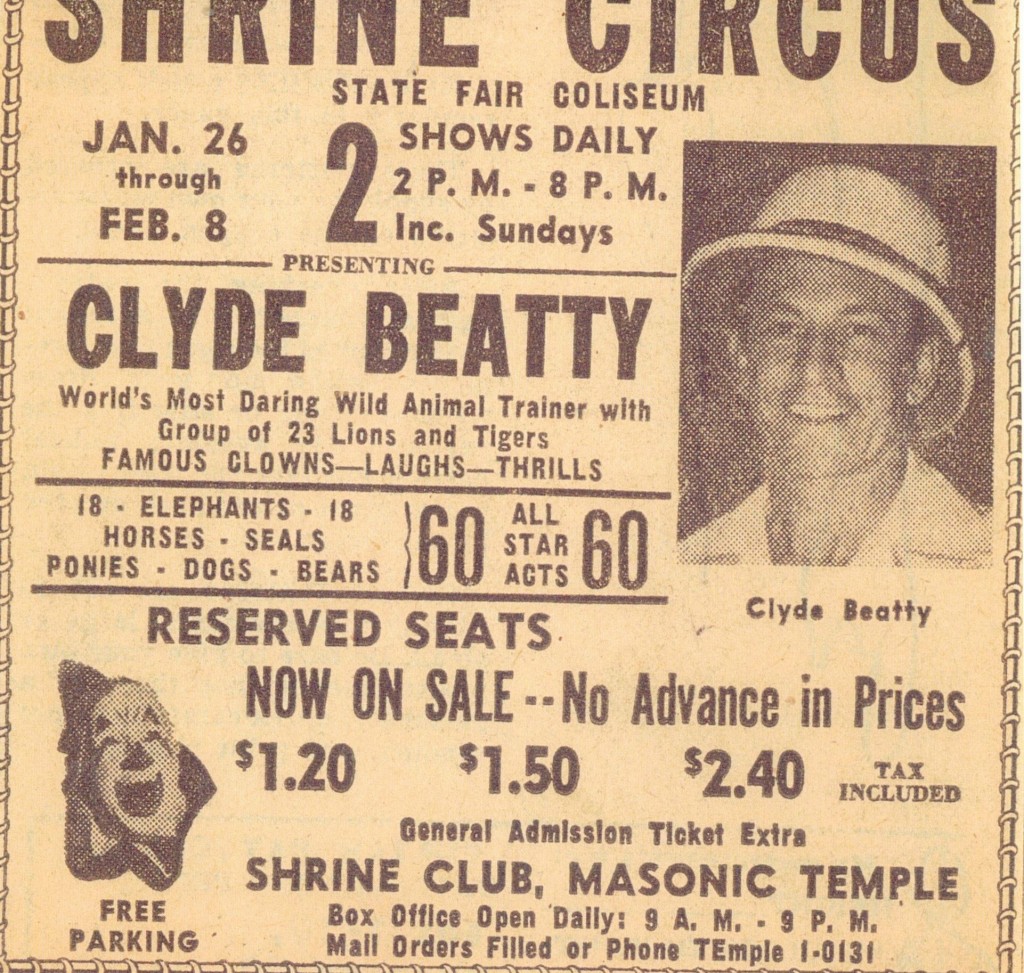 SHRINE CIRCUS
STATE FAIR COLISEUM
JAN. 26
through
FEB. 8
2
SHOWS DAILY
2 P. M. - 8 P. M.
Inc. Sundays
PRESENTING
CLYDE BEATTY
World's Most Daring Wild Animal Trainer with
Group of 23 Lions and Tigers
FAMOUS CLOWNS—LAUGHS—THRILLS
18 - ELEPHANTS - 18
HORSES - SEALS
PONIES - DOGS - BEARS
60
ALL
STAR
ACTS
60
Clyde Beatty
RESERVED SEATS
NOW ON SALE -- No Advance in Prices
$1.20 $1.50 $2.40
TAX
INCLUDED
General Admission Ticket Extra
SHRINE CLUB, MASONIC TEMPLE
Box Office Open Daily: 9 A. M. - 9 P. M.
Mail Orders Filled or Phone TEmple 1-0131
FREE
PARKING